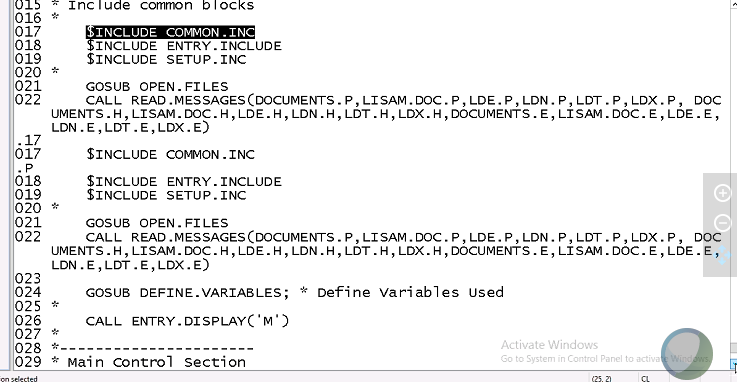 015 * Include common blocks
016 *
017 $INCLUDE COMMON.INC
018 $INCLUDE ENTRY.INCLUDE
019 $INCLUDE SETUP.INC
020 *
021 GOSUB OPEN.FILES
022 CALL READ.MESSAGES(DOCUMENTS.P,LISAM.DOC.P,LDE.P,LDN.P,LDT.P,LDX.P, DOC
UMENTS.H,LISAM.DOC.H,LDE.H,LDN.H,LDT.H,LDX.H,DOCUMENTS.E,LISAM.DOC.E,LDE.E,
LDN.E,LDT.E,LDX.E)
.17
017 $INCLUDE COMMON.INC
.P
018 $INCLUDE ENTRY.INCLUDE
019 $INCLUDE SETUP.INC
020 *
021 GOSUB OPEN.FILES
022 CALL READ.MESSAGES(DOCUMENTS.P,LISAM.DOC.P,LDE.P,LDN.P,LDT.P,LDX.P, DOC
UMENTS.H,LISAM.DOC.H,LDE.H,LDN.H,LDT.H,LDX.H,DOCUMENTS.E,LISAM.DOC.E,LDE.E,
LDN.E,LDT.E,LDX.E)
023
024 GOSUB DEFINE.VARIABLES; * Define Variables Used
025 *
026 CALL ENTRY.DISPLAY('M')
027 *
028 *----------------------
029 * Main Control Section
Activate Windows
Go to System in Control Panel to activate Windows.
on selected (25, 2) CL